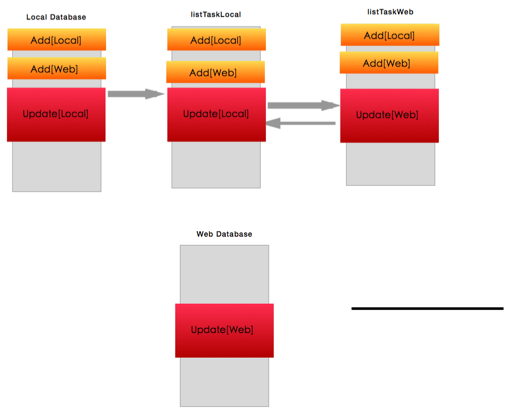 Local Database
listTaskLocal
listTaskWeb
Add[Local]
Add[Local]
Add[Local]
Add[Web]
Add[Web]
Add[Web]
Update[Local]
Update[Local]
Update[Web]
Web Database
Update[Web]